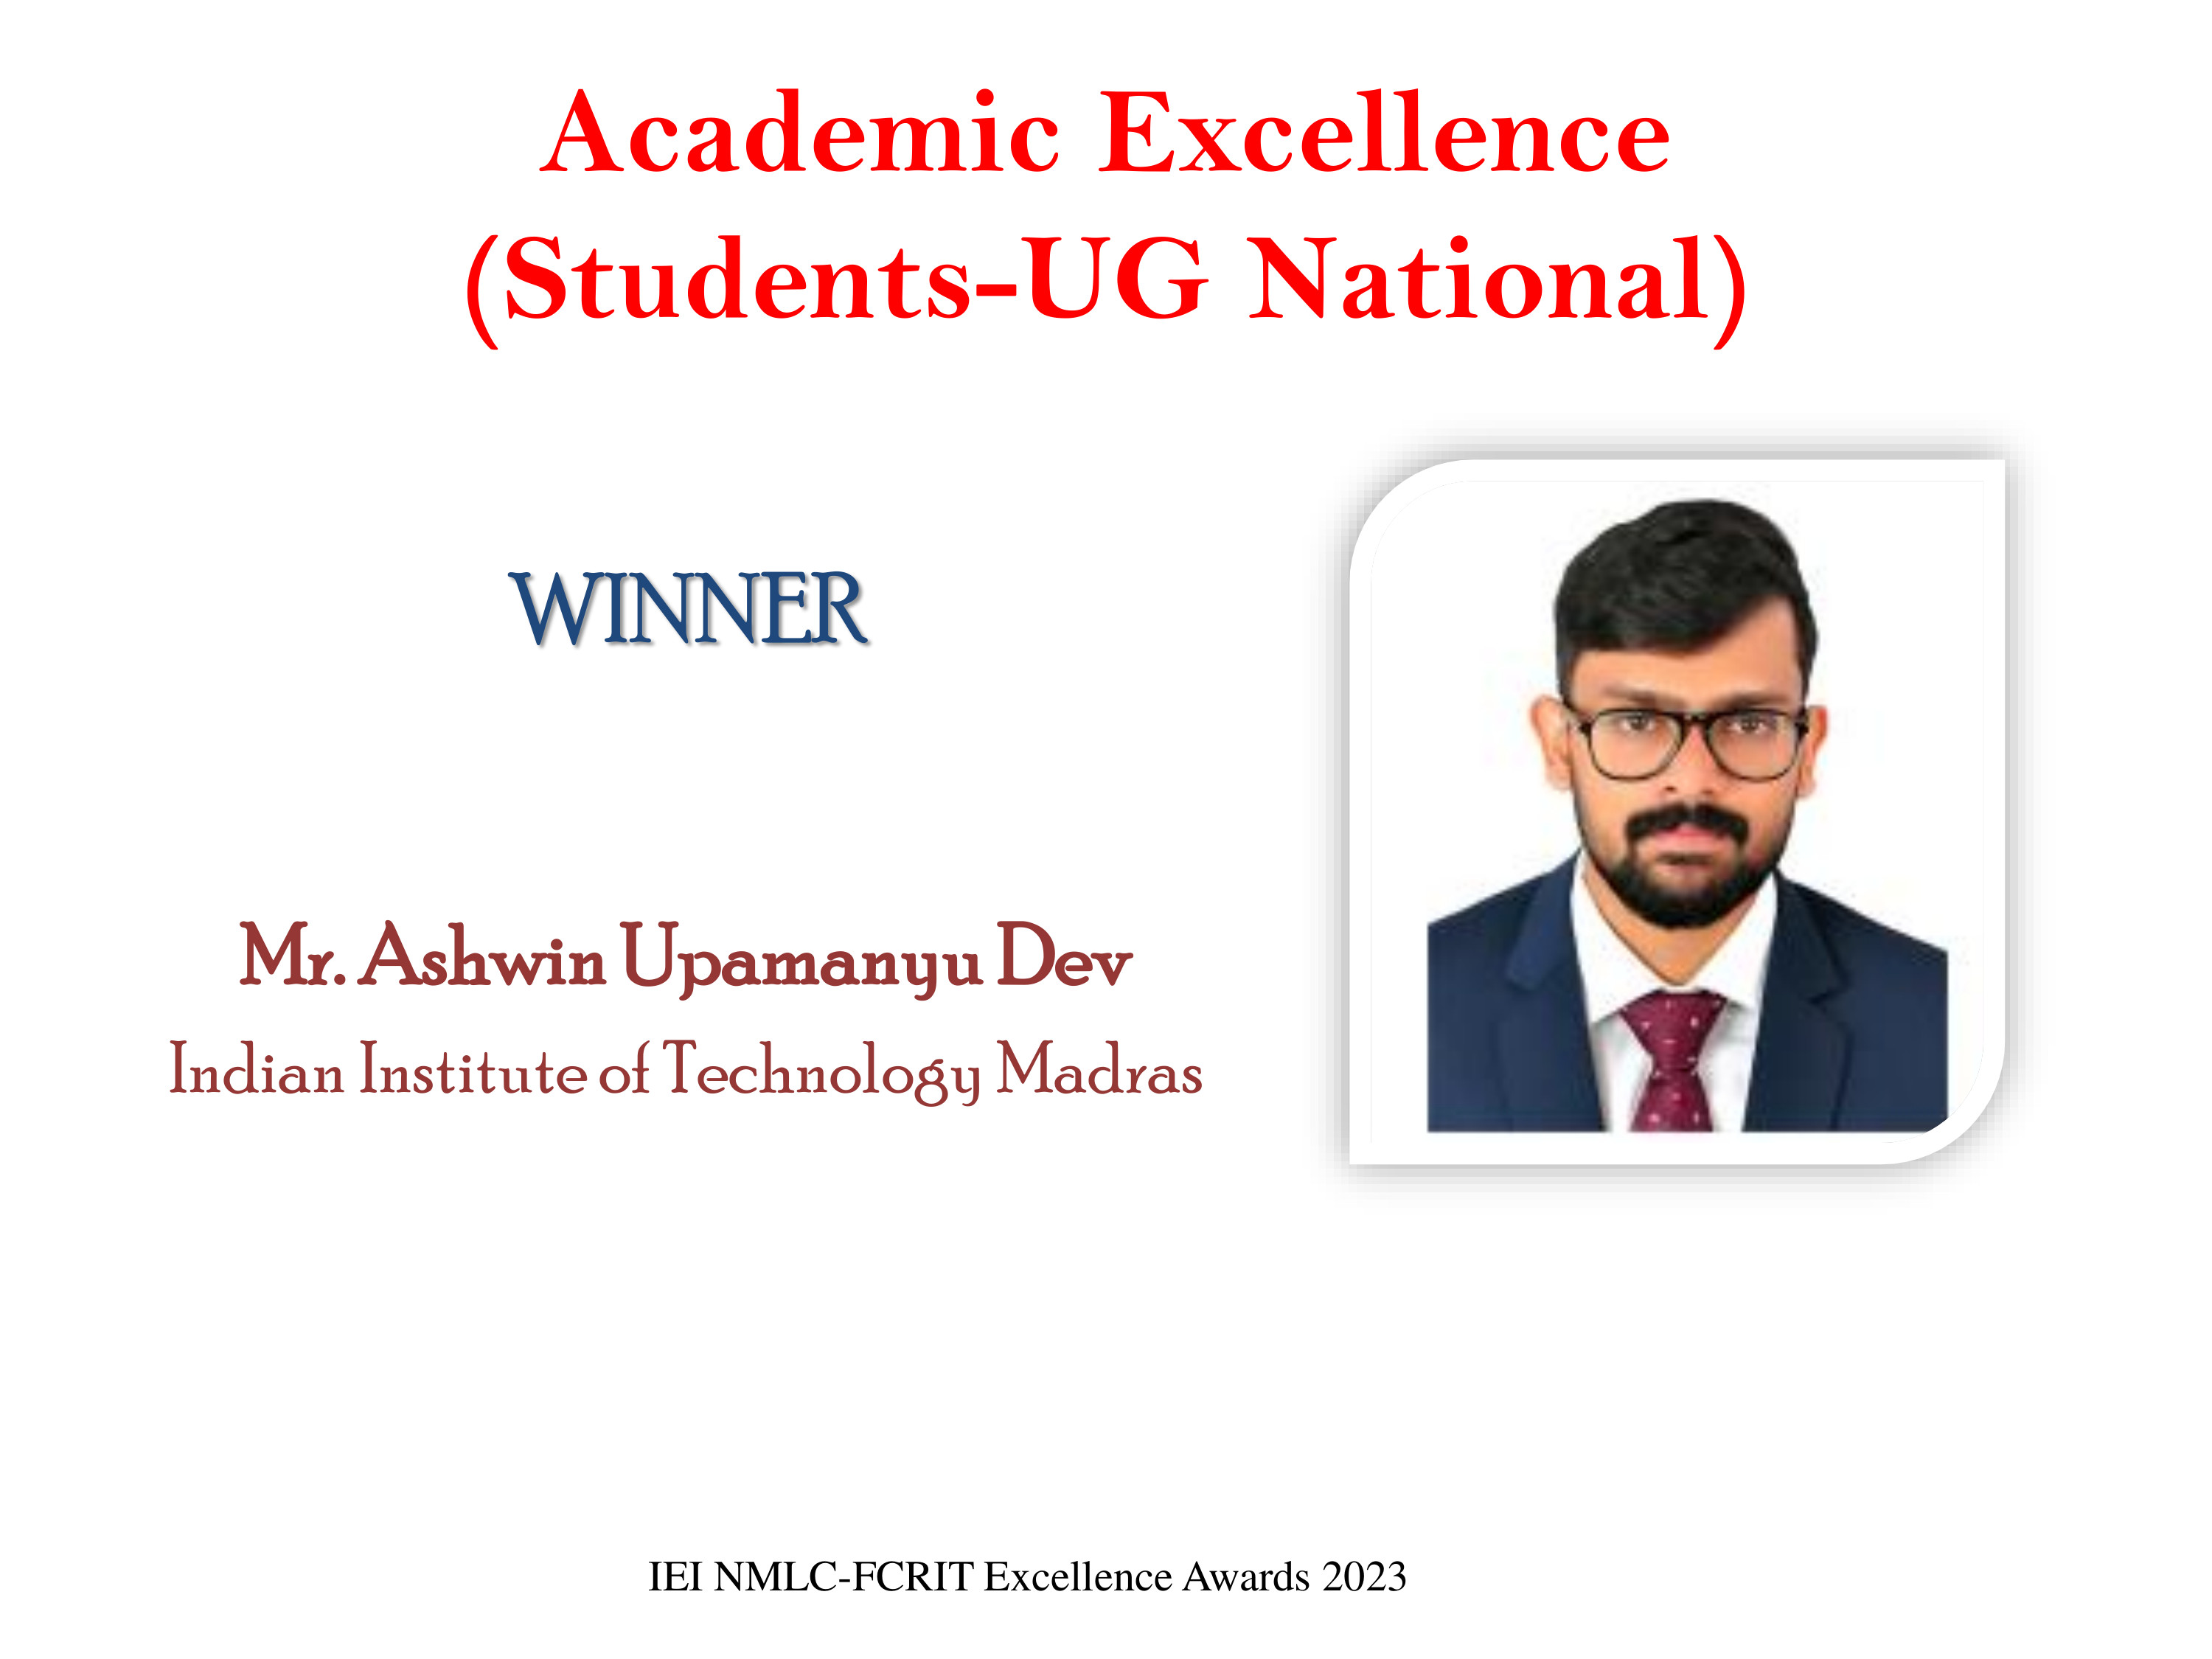 Academic Excellence
(Students-UG National)
WINNER
Mr. Ashwin Upamanyu Dev
Indian Institute of Technology Madras
IEI NMLC-FCRIT Excellence Awards 2023